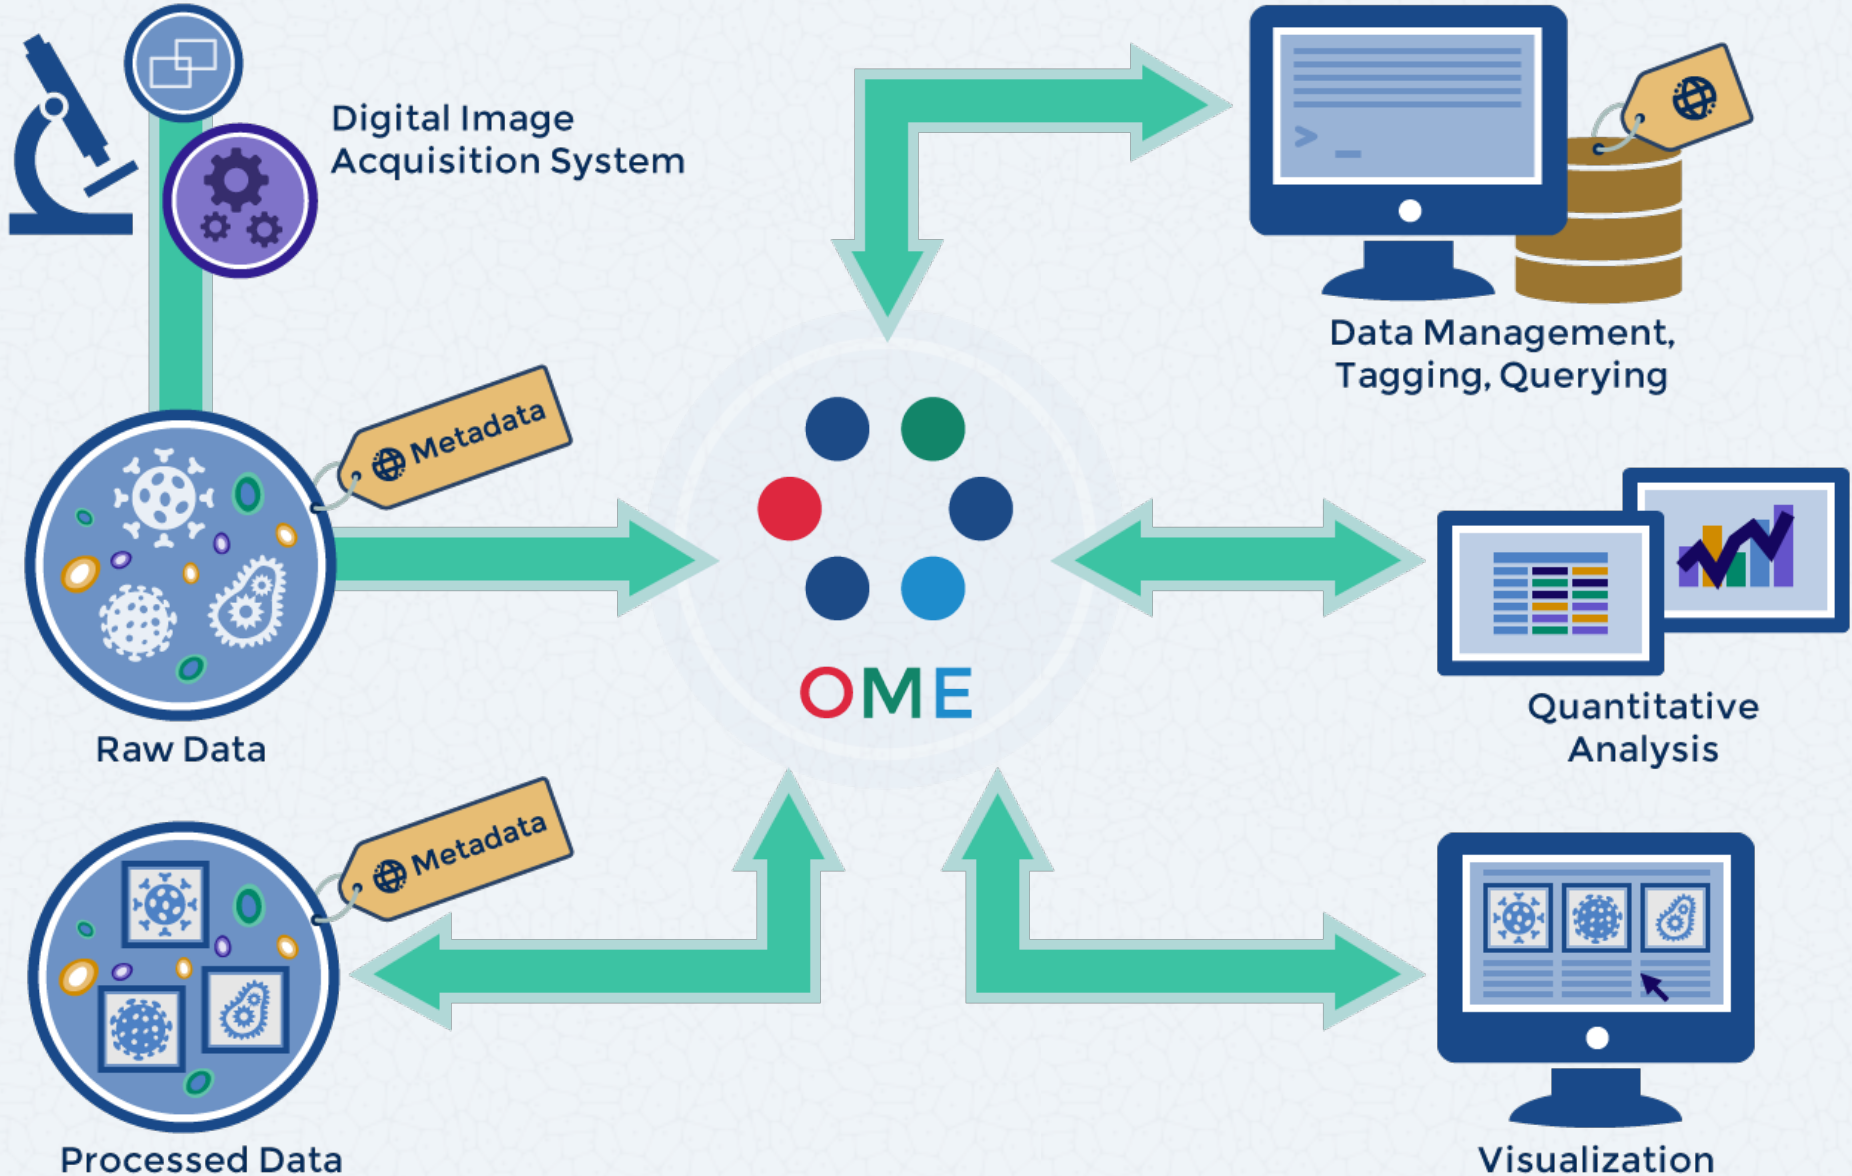 Digital Image
Acquisition System
Metadata
Raw Data
Metadata
Processed Data
OME
>_
Data Management,
Tagging, Querying
Quantitative
Analysis
Visualization